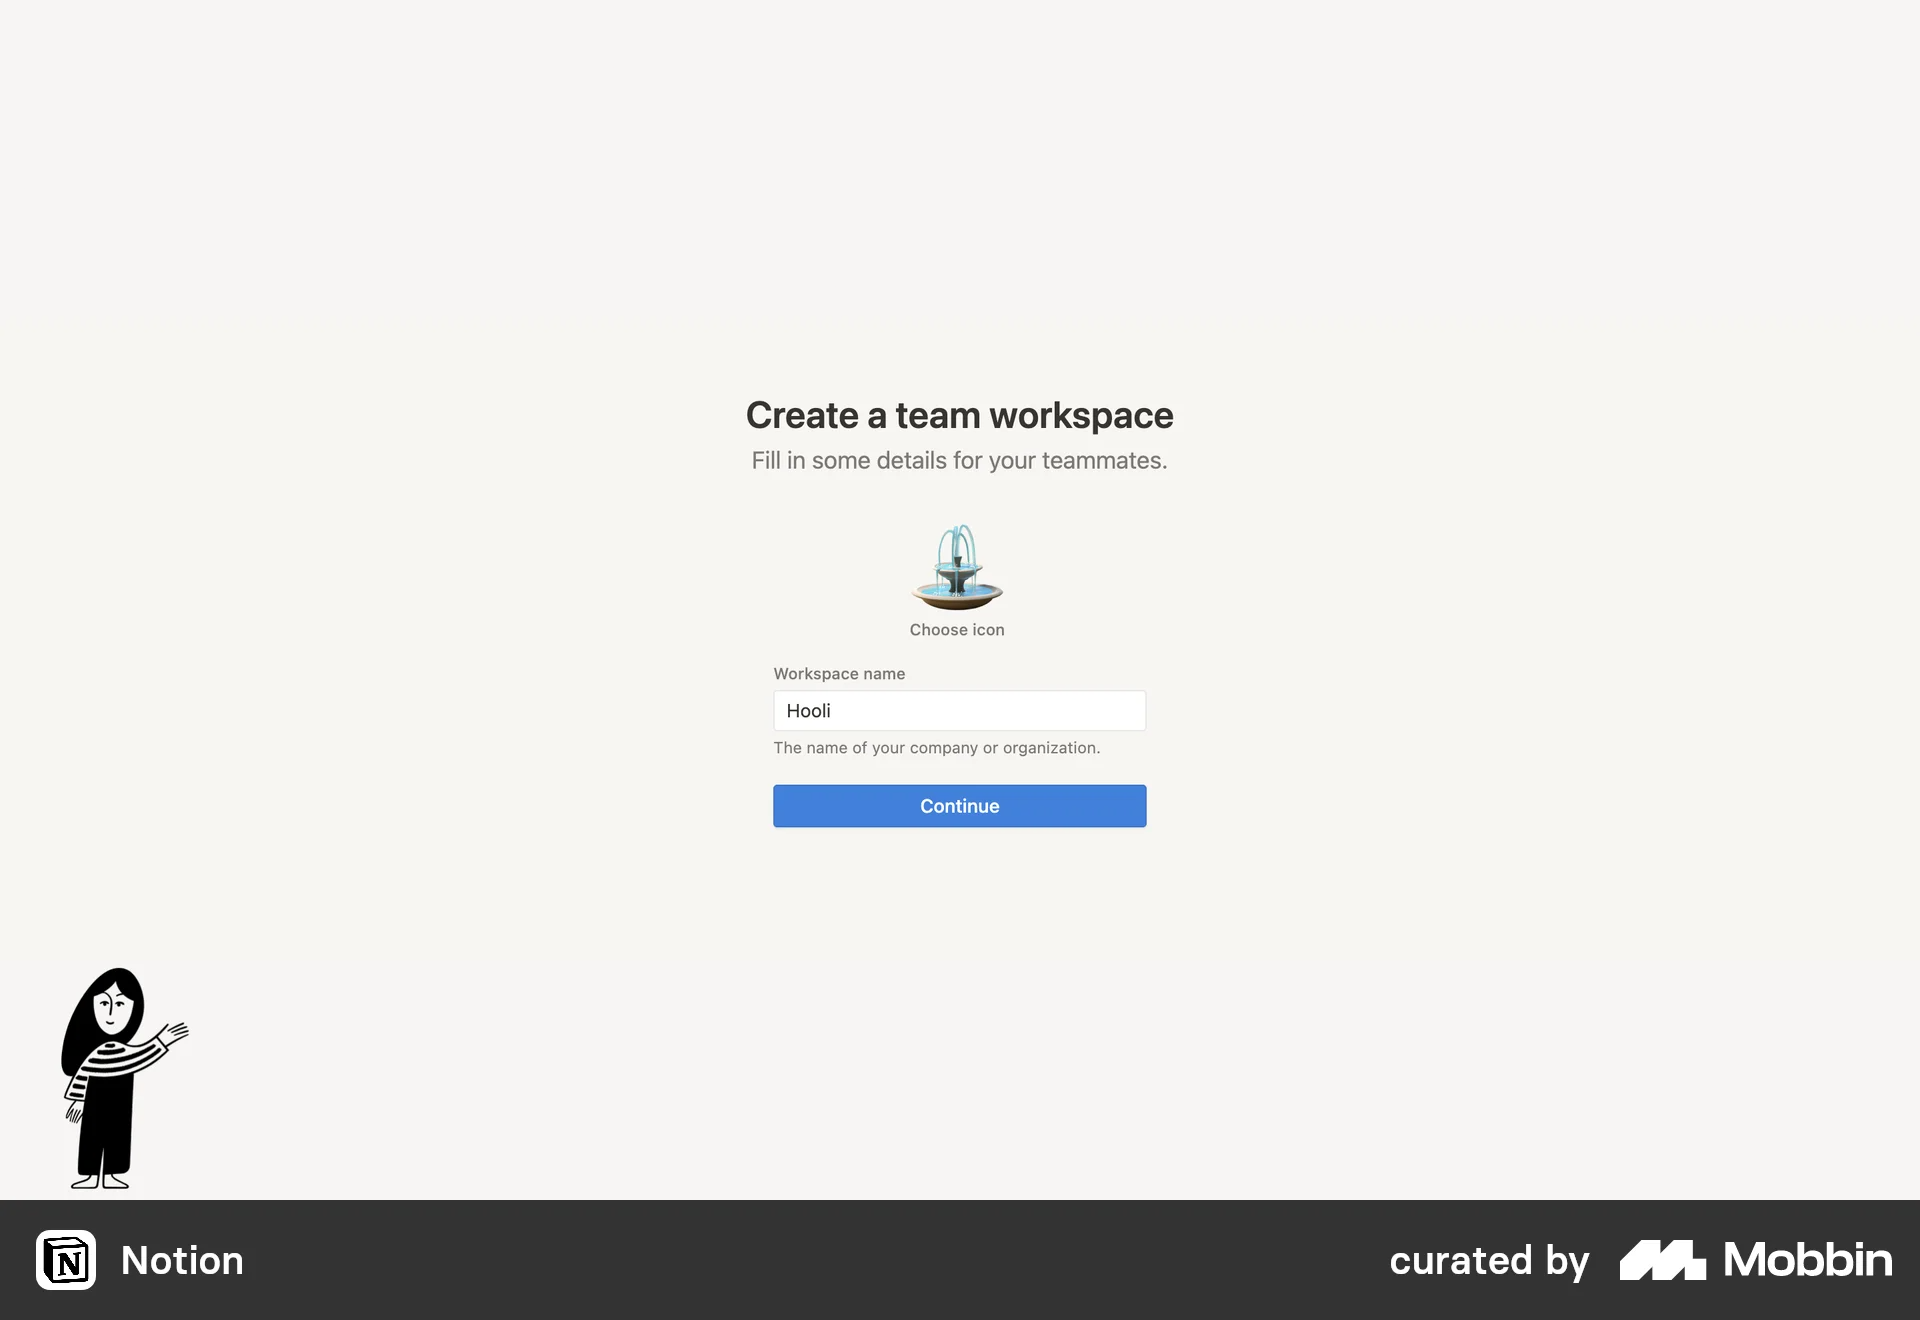 Create a team workspace
Fill in some details for your teammates.
Choose icon
Workspace name
Hooli
The name of your company or organization.
Continue
N Notion
curated by Mobbin